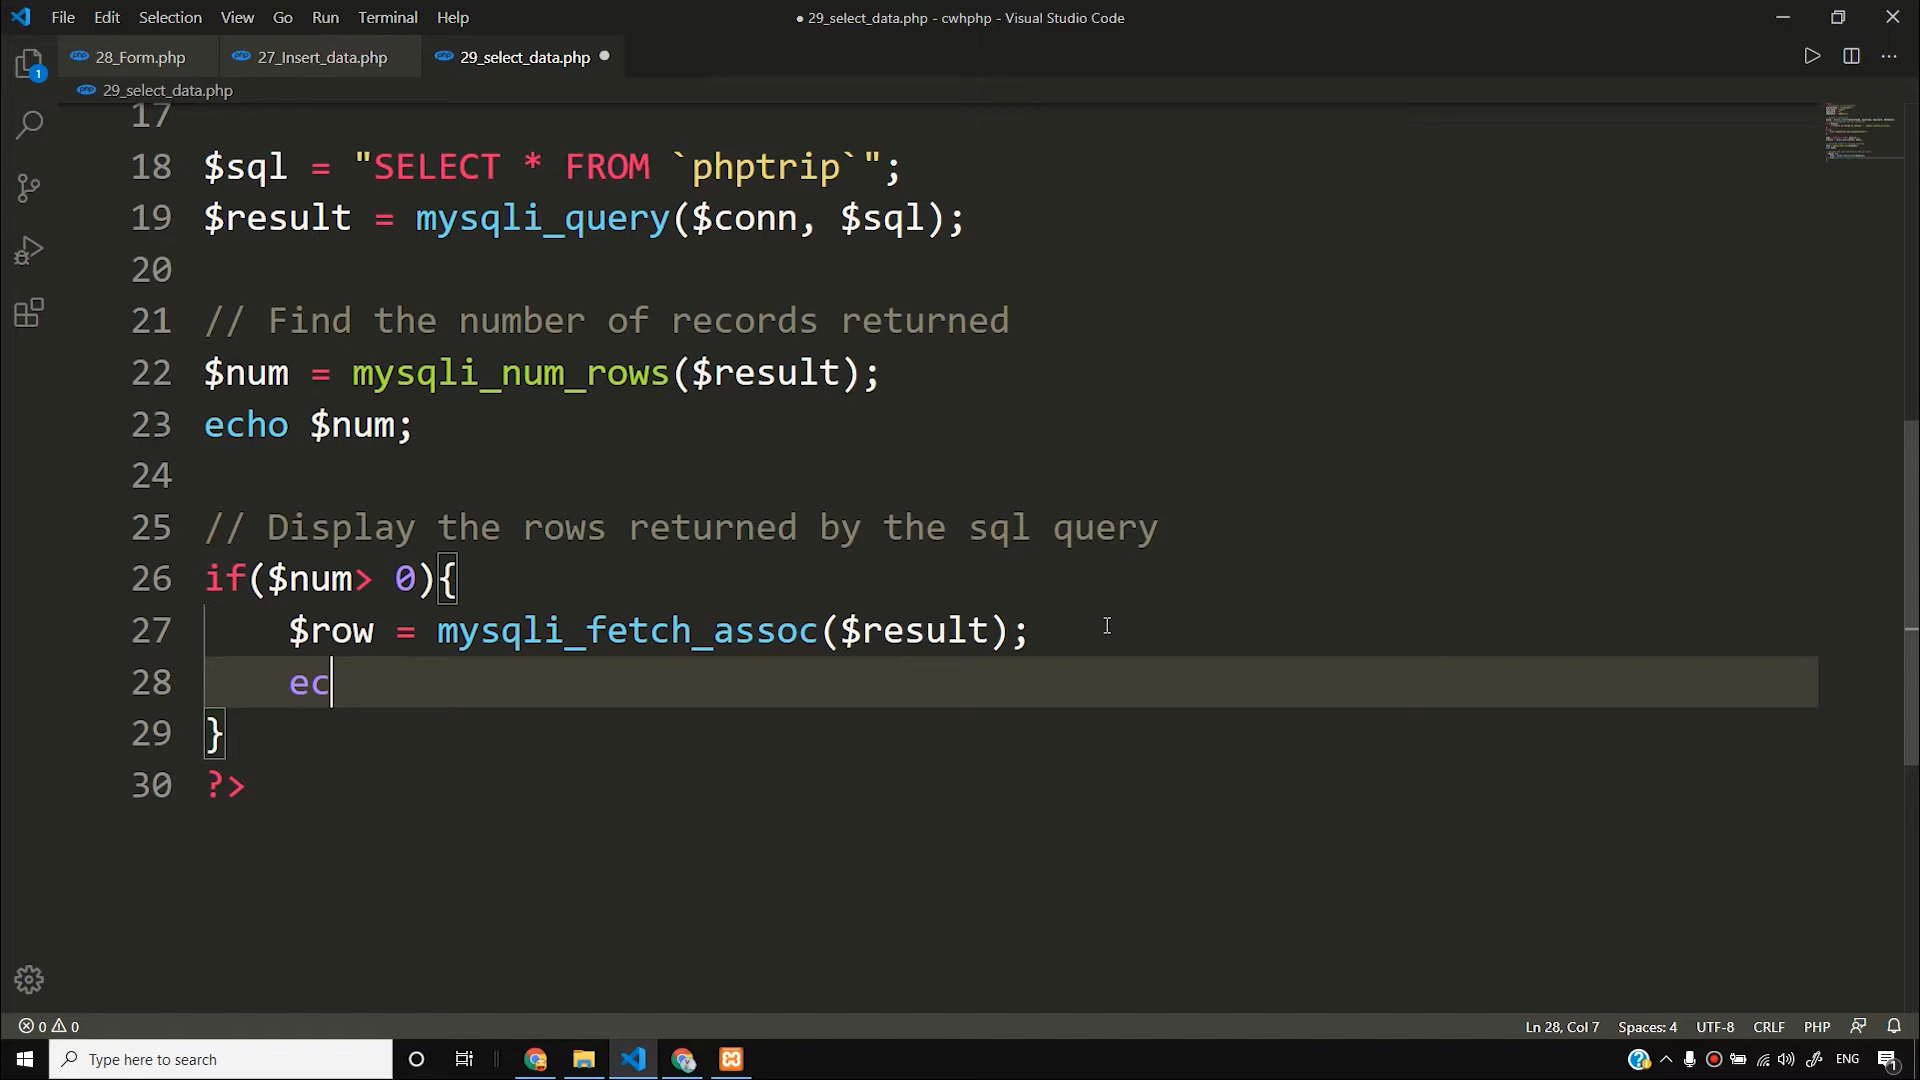 File Edit Selection View Go Run Terminal Help
● 29_select_data.php - cwhphp - Visual Studio Code
28_Form.php 27_Insert_data.php 29_select_data.php
29_select_data.php
17
18 $sql = "SELECT * FROM `phptrip`";
19 $result = mysqli_query($conn, $sql);
20
21 // Find the number of records returned
22 $num = mysqli_num_rows($result);
23 echo $num;
24
25 // Display the rows returned by the sql query
26 if($num> 0){
27 $row = mysqli_fetch_assoc($result);
28 ec
29 }
30 ?>
1
0 0
Ln 28, Col 7 Spaces: 4 UTF-8 CRLF PHP
Type here to search
ENG 1